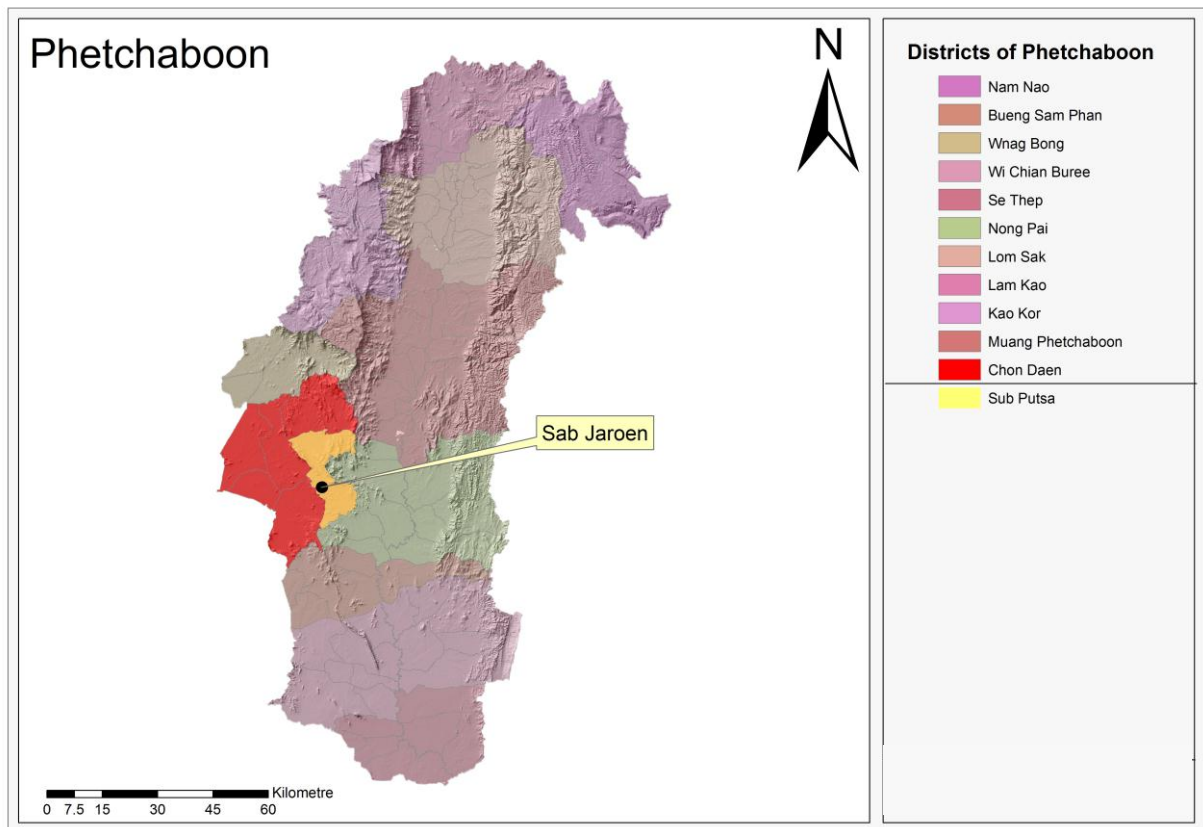 Phetchaboon
N
Sab Jaroen
Kilometre
0 7.5 15 30 45 60
Districts of Phetchaboon
Nam Nao
Bueng Sam Phan
Wnag Bong
Wi Chian Buree
Se Thep
Nong Pai
Lom Sak
Lam Kao
Kao Kor
Muang Phetchaboon
Chon Daen
Sub Putsa